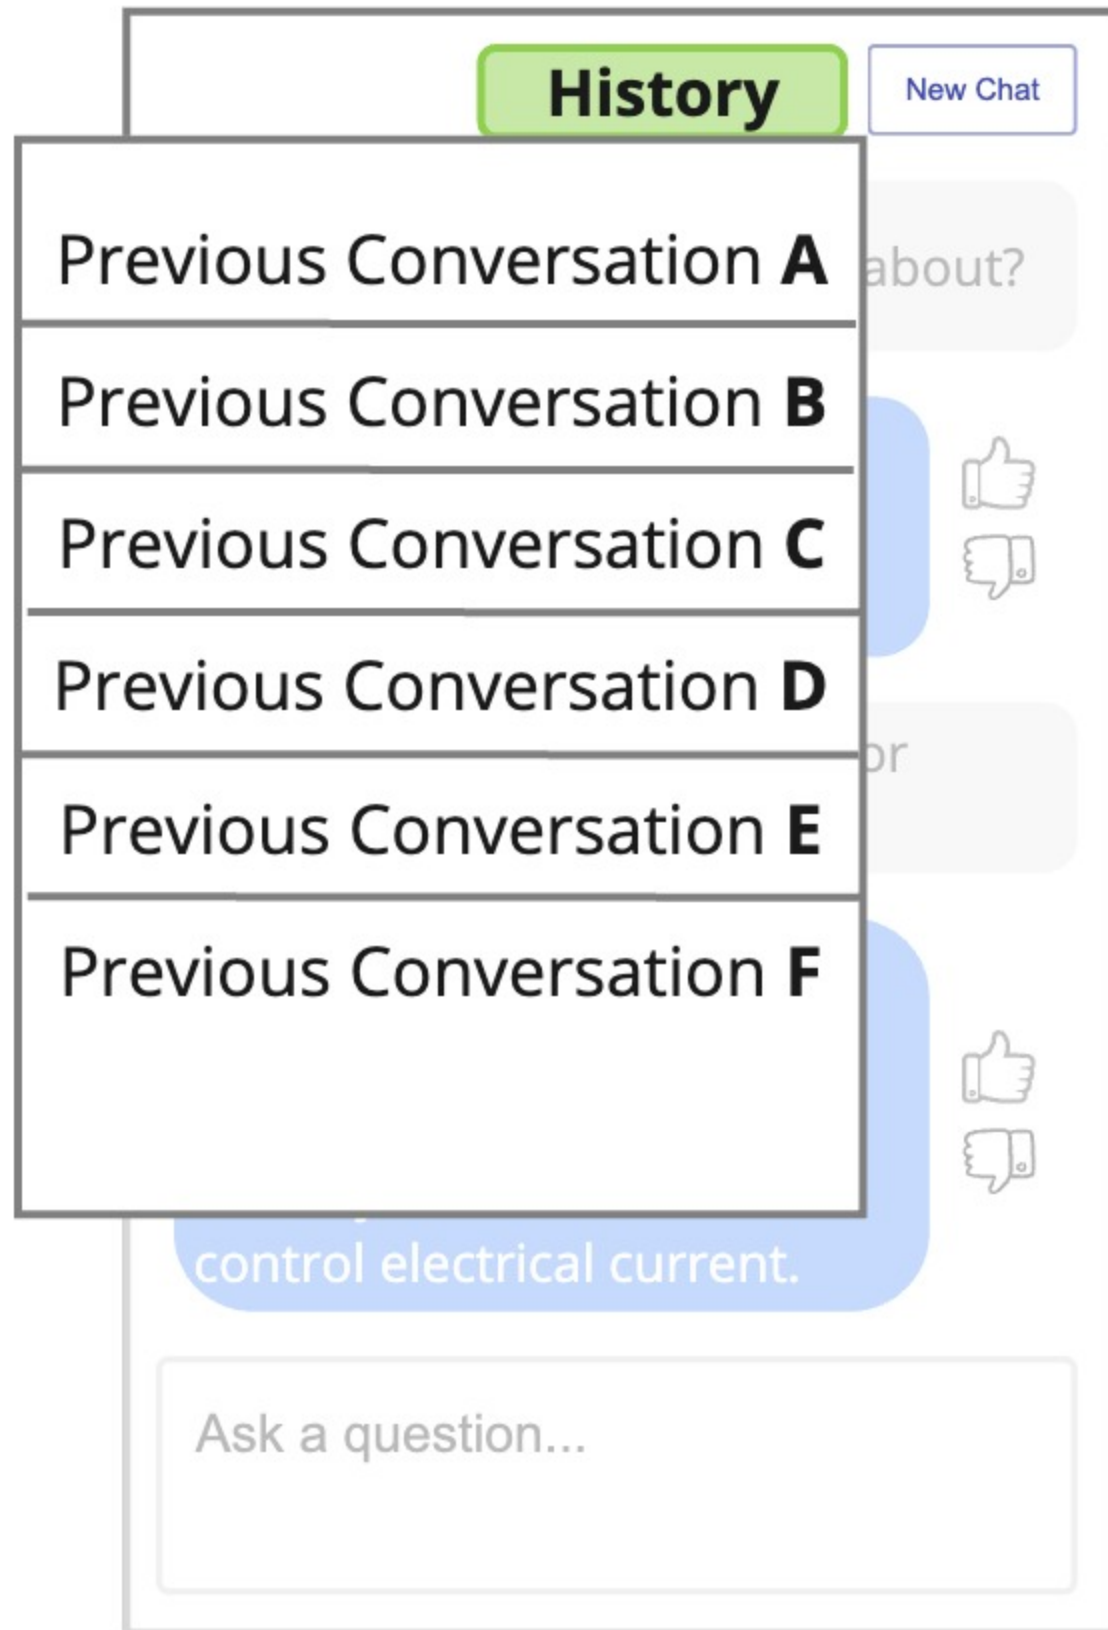 History
New Chat
Previous Conversation A
about?
Previous Conversation B
Previous Conversation C
Previous Conversation D
or
Previous Conversation E
Previous Conversation F
control electrical current.
Ask a question...